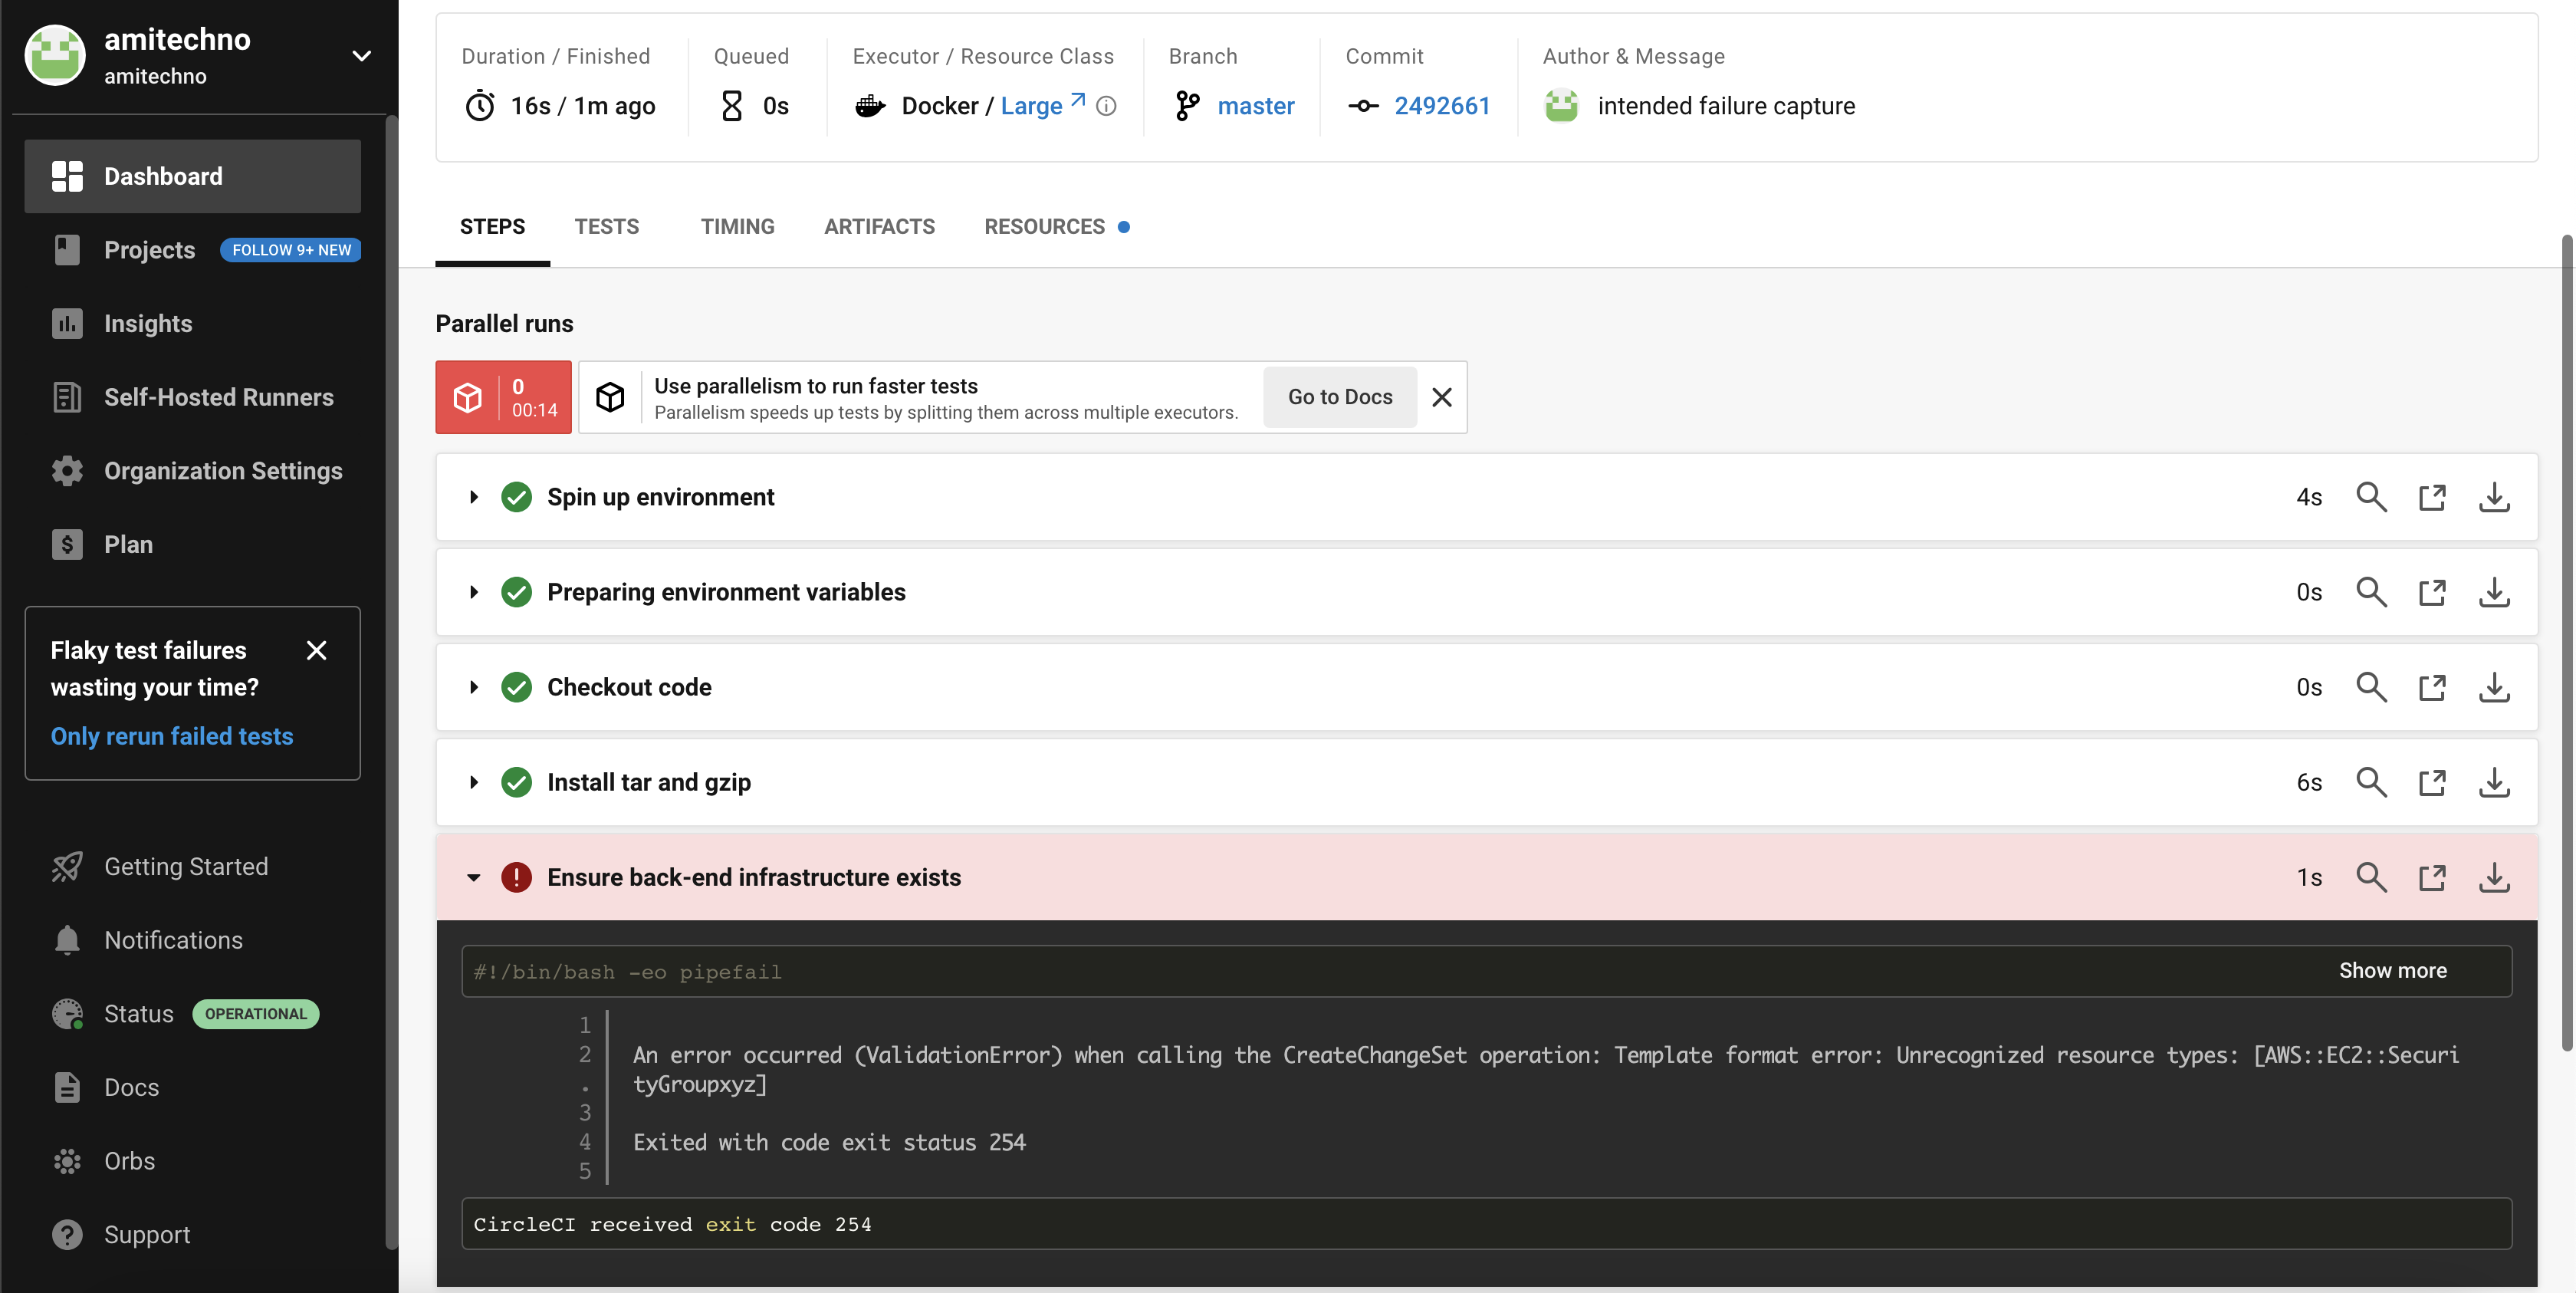 amitechno
amitechno
Dashboard
Projects FOLLOW 9+ NEW
Insights
Self-Hosted Runners
Organization Settings
$ Plan
Flaky test failures
wasting your time?
Only rerun failed tests
Getting Started
Notifications
Status OPERATIONAL
Docs
Orbs
? Support
Duration / Finished
16s / 1m ago
Queued
0s
Executor / Resource Class
Docker / Large
Branch
master
Commit
2492661
Author & Message
intended failure capture
STEPS TESTS TIMING ARTIFACTS RESOURCES
Parallel runs
0
00:14
Use parallelism to run faster tests
Parallelism speeds up tests by splitting them across multiple executors.
Go to Docs
Spin up environment 4s
Preparing environment variables 0s
Checkout code 0s
Install tar and gzip 6s
Ensure back-end infrastructure exists 1s
#!/bin/bash -eo pipefail Show more
1
2 An error occurred (ValidationError) when calling the CreateChangeSet operation: Template format error: Unrecognized resource types: [AWS::EC2::Securi
. tyGroupxyz]
3
4 Exited with code exit status 254
5
CircleCI received exit code 254